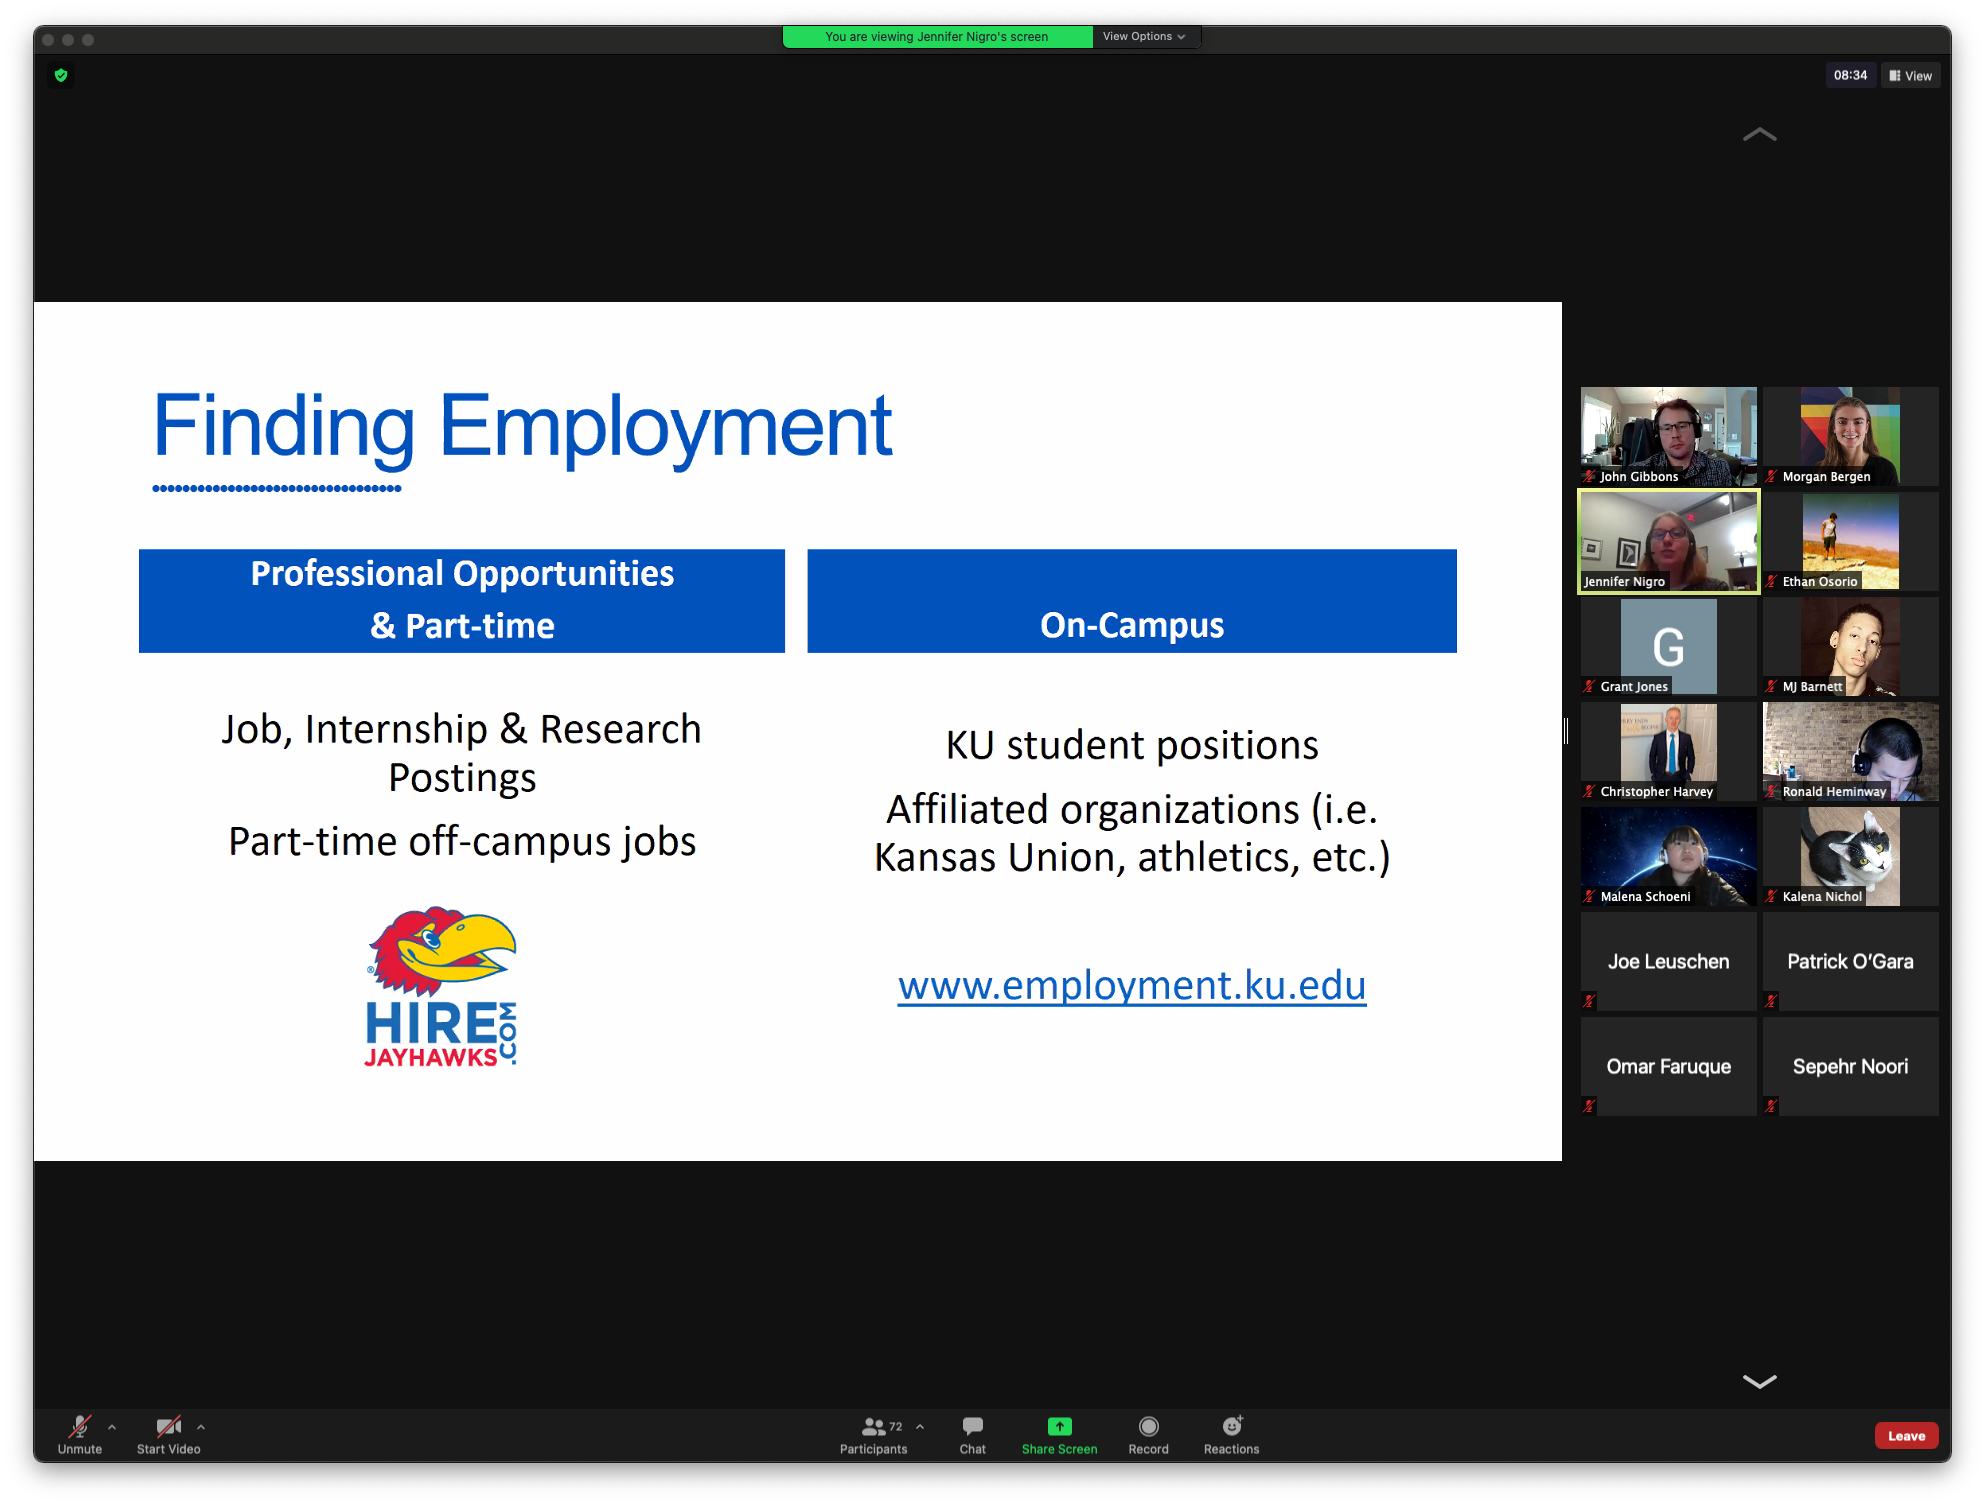 You are viewing Jennifer Nigro's screen
View Options
08:34
View
Finding Employment
Professional Opportunities
& Part-time
On-Campus
Job, Internship & Research
Postings
Part-time off-campus jobs
KU student positions
Affiliated organizations (i.e.
Kansas Union, athletics, etc.)
www.employment.ku.edu
®
HIRE
.COM
JAYHAWKS
John Gibbons
Morgan Bergen
Jennifer Nigro
Ethan Osorio
G
Grant Jones
MJ Barnett
Christopher Harvey
Ronald Heminway
Malena Schoeni
Kalena Nichol
Joe Leuschen
Patrick O'Gara
Omar Faruque
Sepehr Noori
Unmute
Start Video
72
Participants
Chat
Share Screen
Record
Reactions
Leave